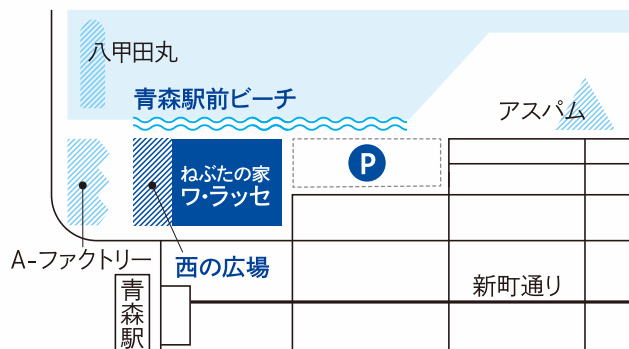 八甲田丸
青森駅前ビーチ
アスパム
P
ねぶたの家
ワ・ラッセ
A-ファクトリー
西の広場
新町通り
青森駅